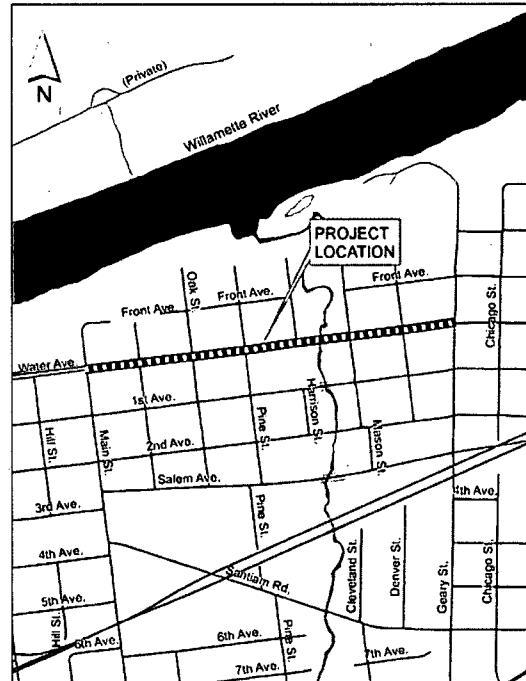 N
(Private)
Willamette River
PROJECT
LOCATION
Oak St.
Front Ave.
Front Ave.
Front Ave.
Chicago St.
Water Ave.
1st Ave.
Harrison St.
Hill St.
Main St.
2nd Ave.
Pine St.
Mason St.
Salem Ave.
3rd Ave.
Pine St.
4th Ave.
4th Ave.
Santiam Rd.
Cleveland St.
Denver St.
Geary St.
Chicago St.
5th Ave.
Hill St.
6th Ave.
6th Ave.
Pine St.
7th Ave.
7th Ave.